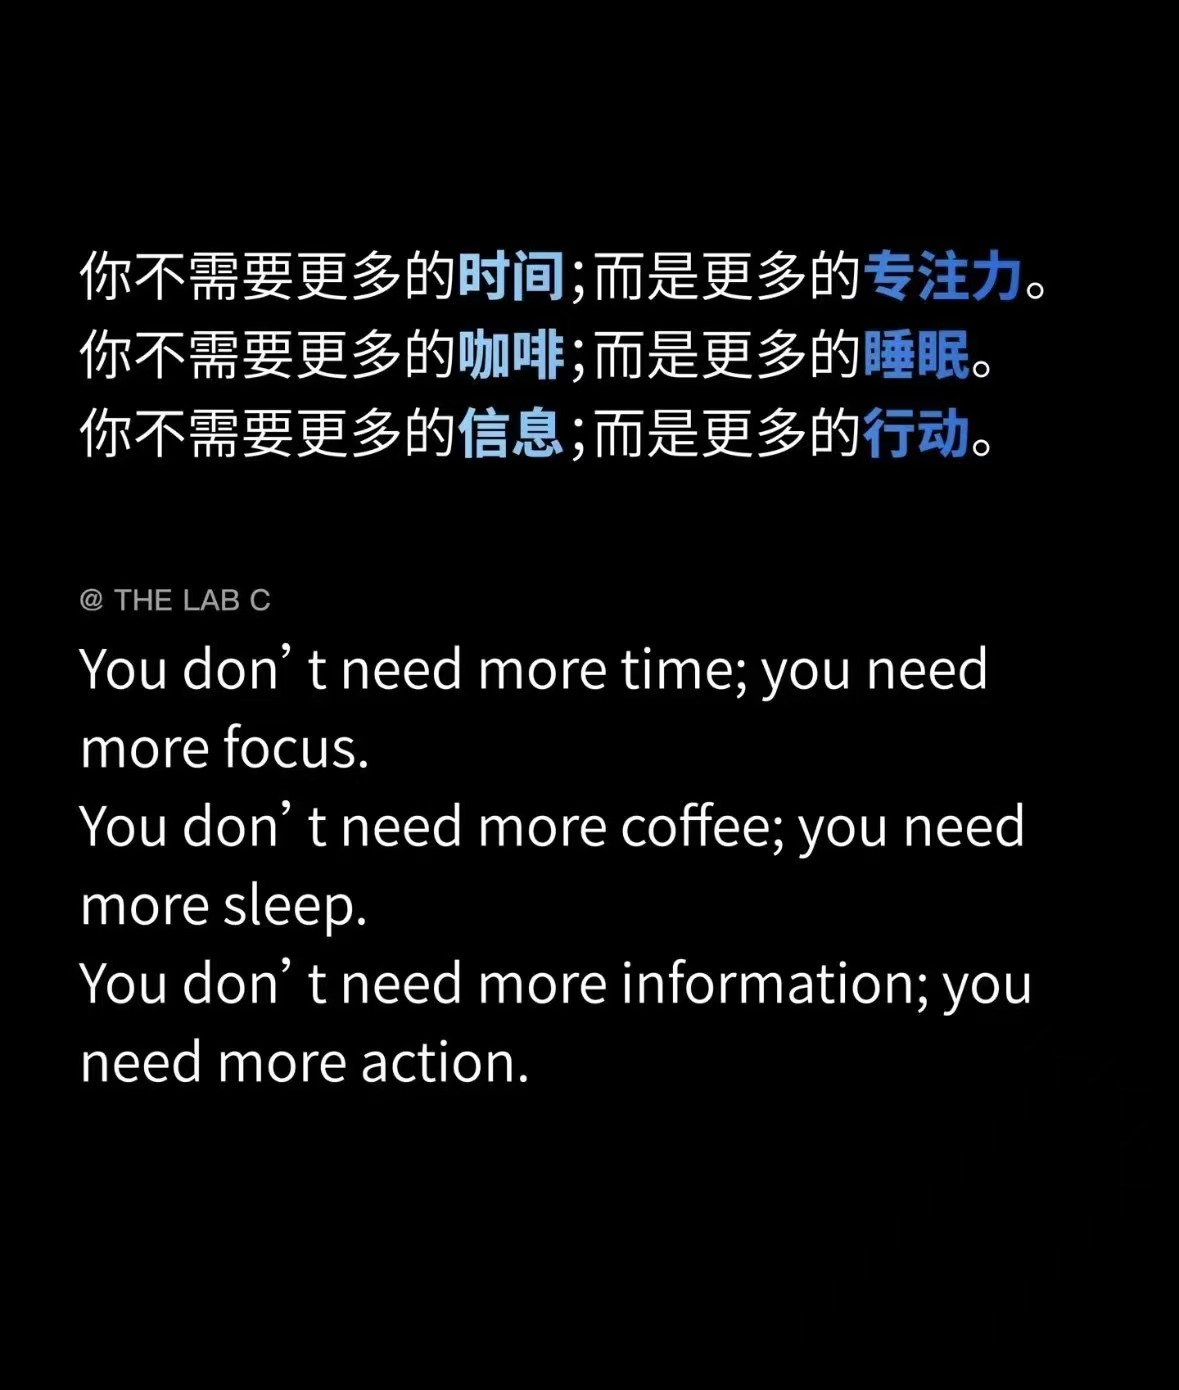 你不需要更多的时间；而是更多的专注力。
你不需要更多的咖啡；而是更多的睡眠。
你不需要更多的信息；而是更多的行动。
@ THE LAB C
You don’t need more time; you need
more focus.
You don’t need more coffee; you need
more sleep.
You don’t need more information; you
need more action.